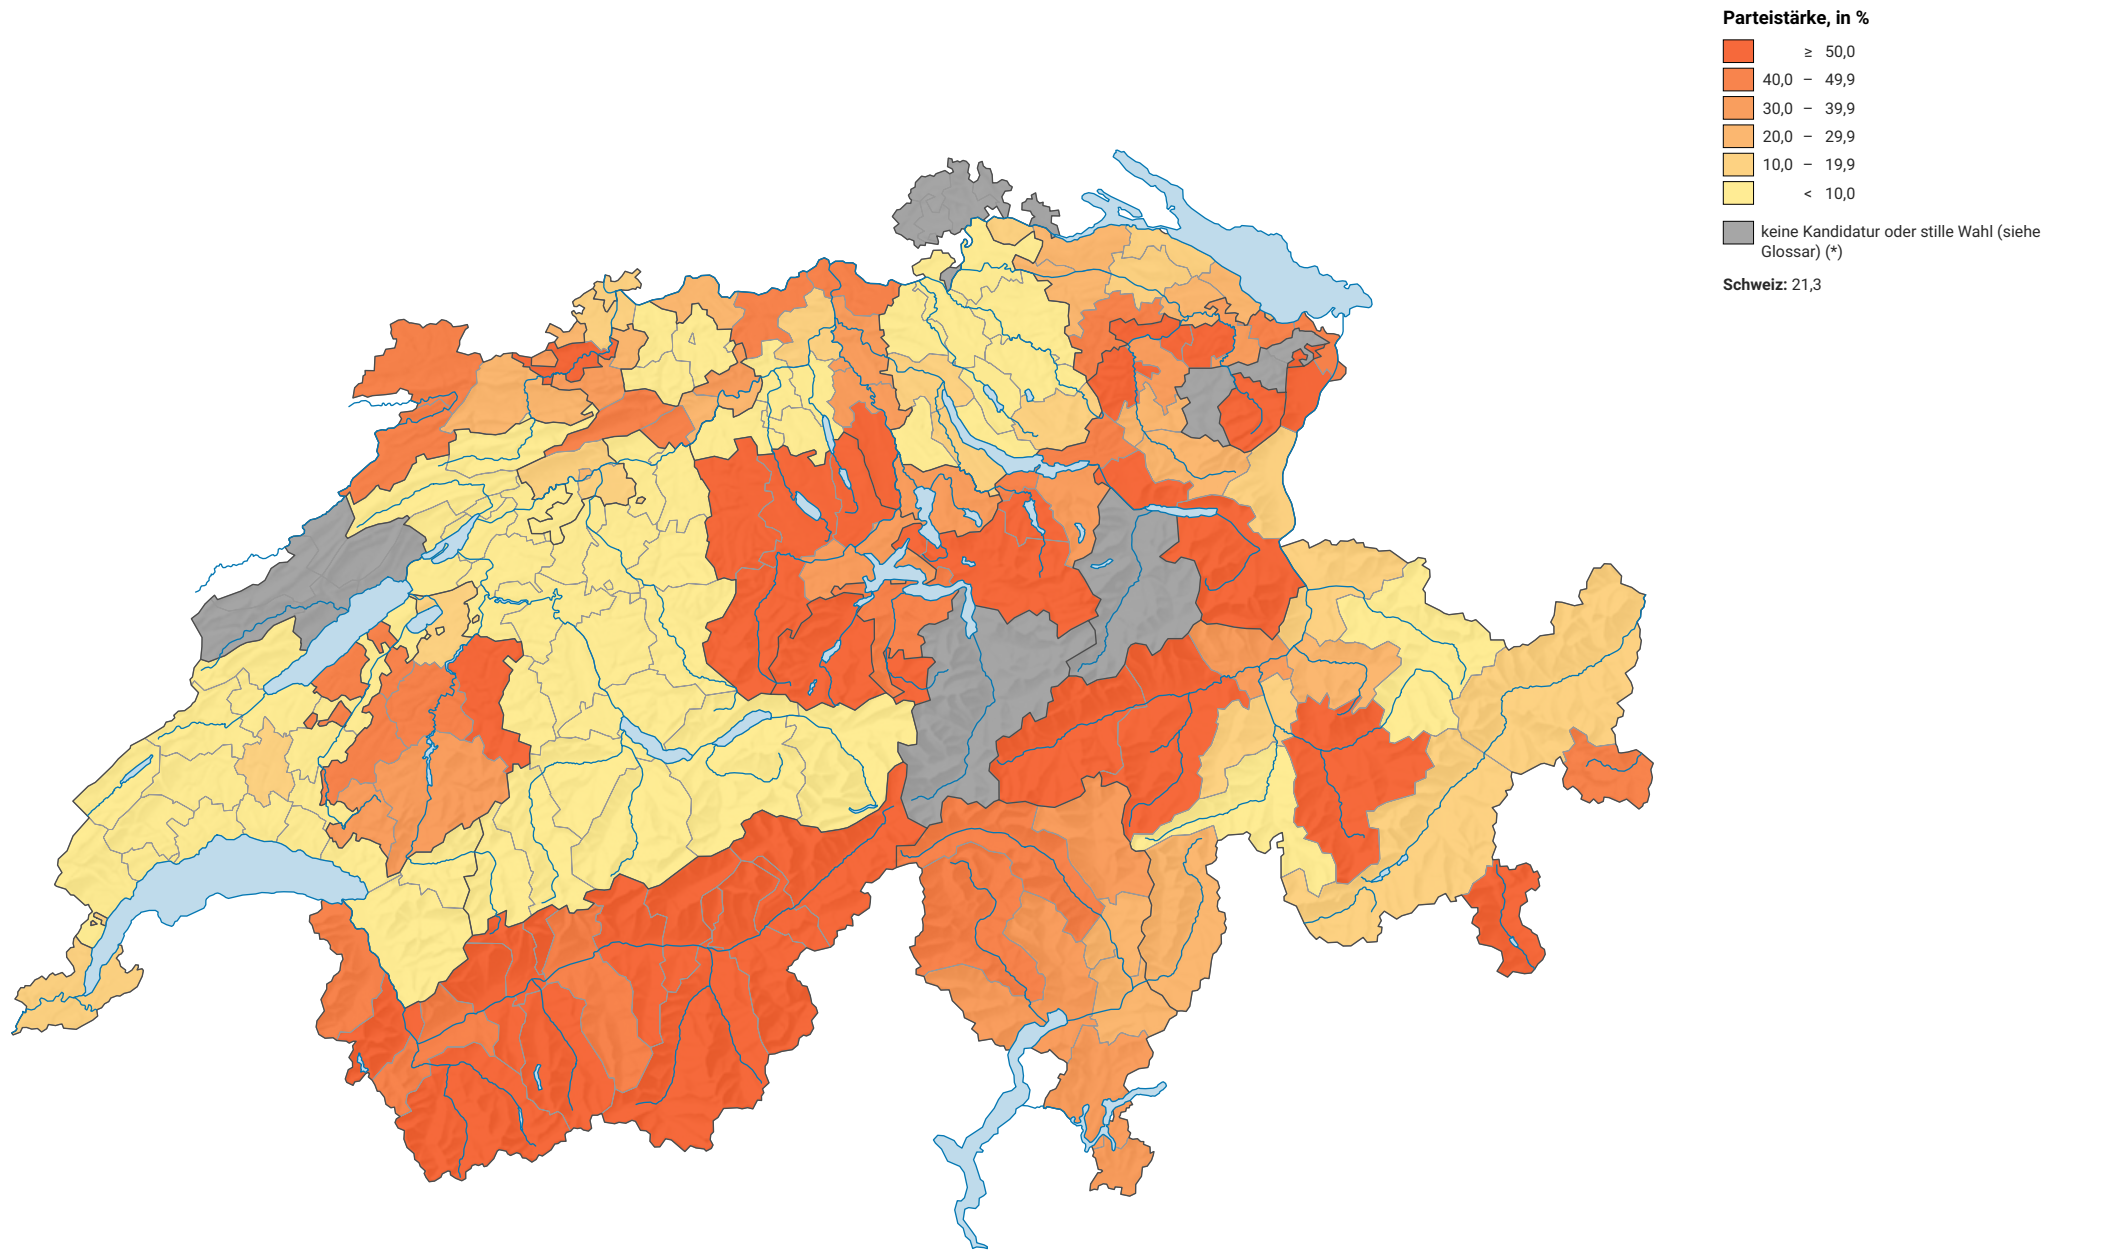 Parteistärke, in %
≥ 50,0
40,0 – 49,9
30,0 – 39,9
20,0 – 29,9
10,0 – 19,9
< 10,0
keine Kandidatur oder stille Wahl (siehe
Glossar) (*)
Schweiz: 21,3